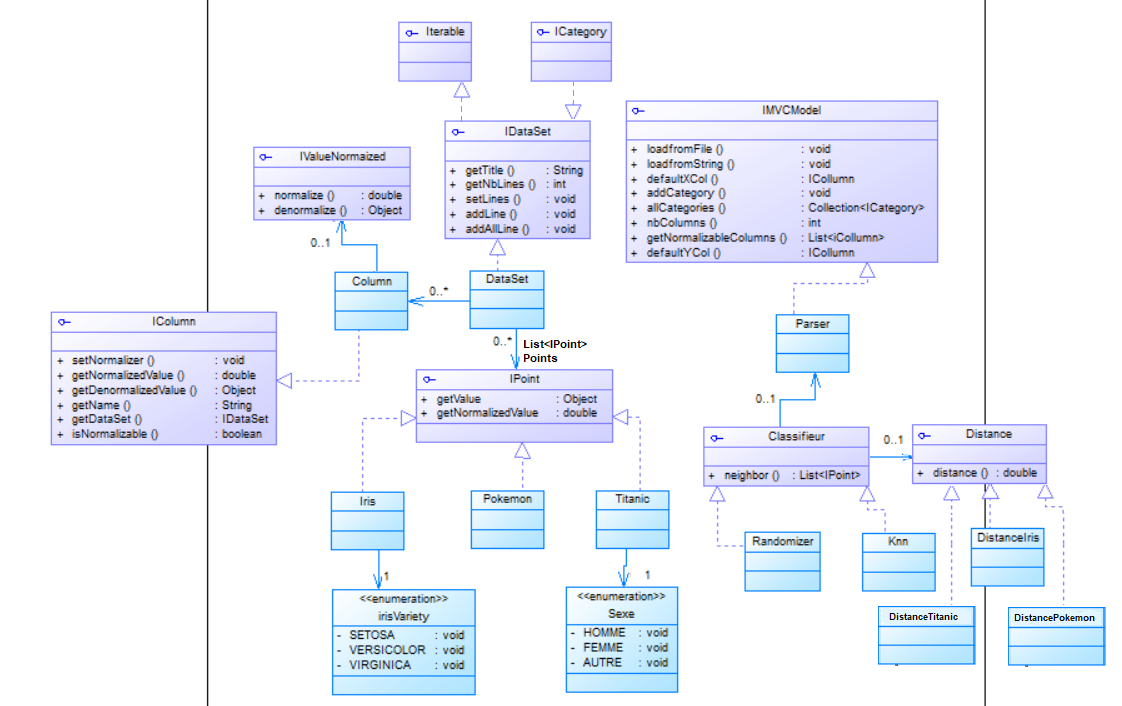 Iterable
ICategory
IDataSet
+ getTitle () : String
+ getNbLines () : int
+ setLines () : void
+ addLine () : void
+ addAllLine () : void
IMVCModel
+ loadfromFile () : void
+ loadfromString () : void
+ defaultXCol () : ICollumn
+ addCategory () : void
+ allCategories () : Collection<ICategory>
+ nbColumns () : int
+ getNormalizableColumns () : List<iCollumn>
+ defaultYCol () : ICollumn
IValueNormaized
+ normalize () : double
+ denormalize () : Object
0..1
Column
0..*
DataSet
0..*
List<IPoint>
Points
IColumn
+ setNormalizer () : void
+ getNormalizedValue () : double
+ getDenormalizedValue () : Object
+ getName () : String
+ getDataSet () : IDataSet
+ isNormalizable () : boolean
Parser
0..1
IPoint
+ getValue : Object
+ getNormalizedValue : double
Classifieur
+ neighbor () : List<IPoint>
0..1
Distance
+ distance () : double
Iris
Pokemon
Titanic
Randomizer
Knn
DistanceIris
1
1
<<enumeration>>
irisVariety
- SETOSA : void
- VERSICOLOR : void
- VIRGINICA : void
<<enumeration>>
Sexe
- HOMME : void
- FEMME : void
- AUTRE : void
DistanceTitanic
DistancePokemon